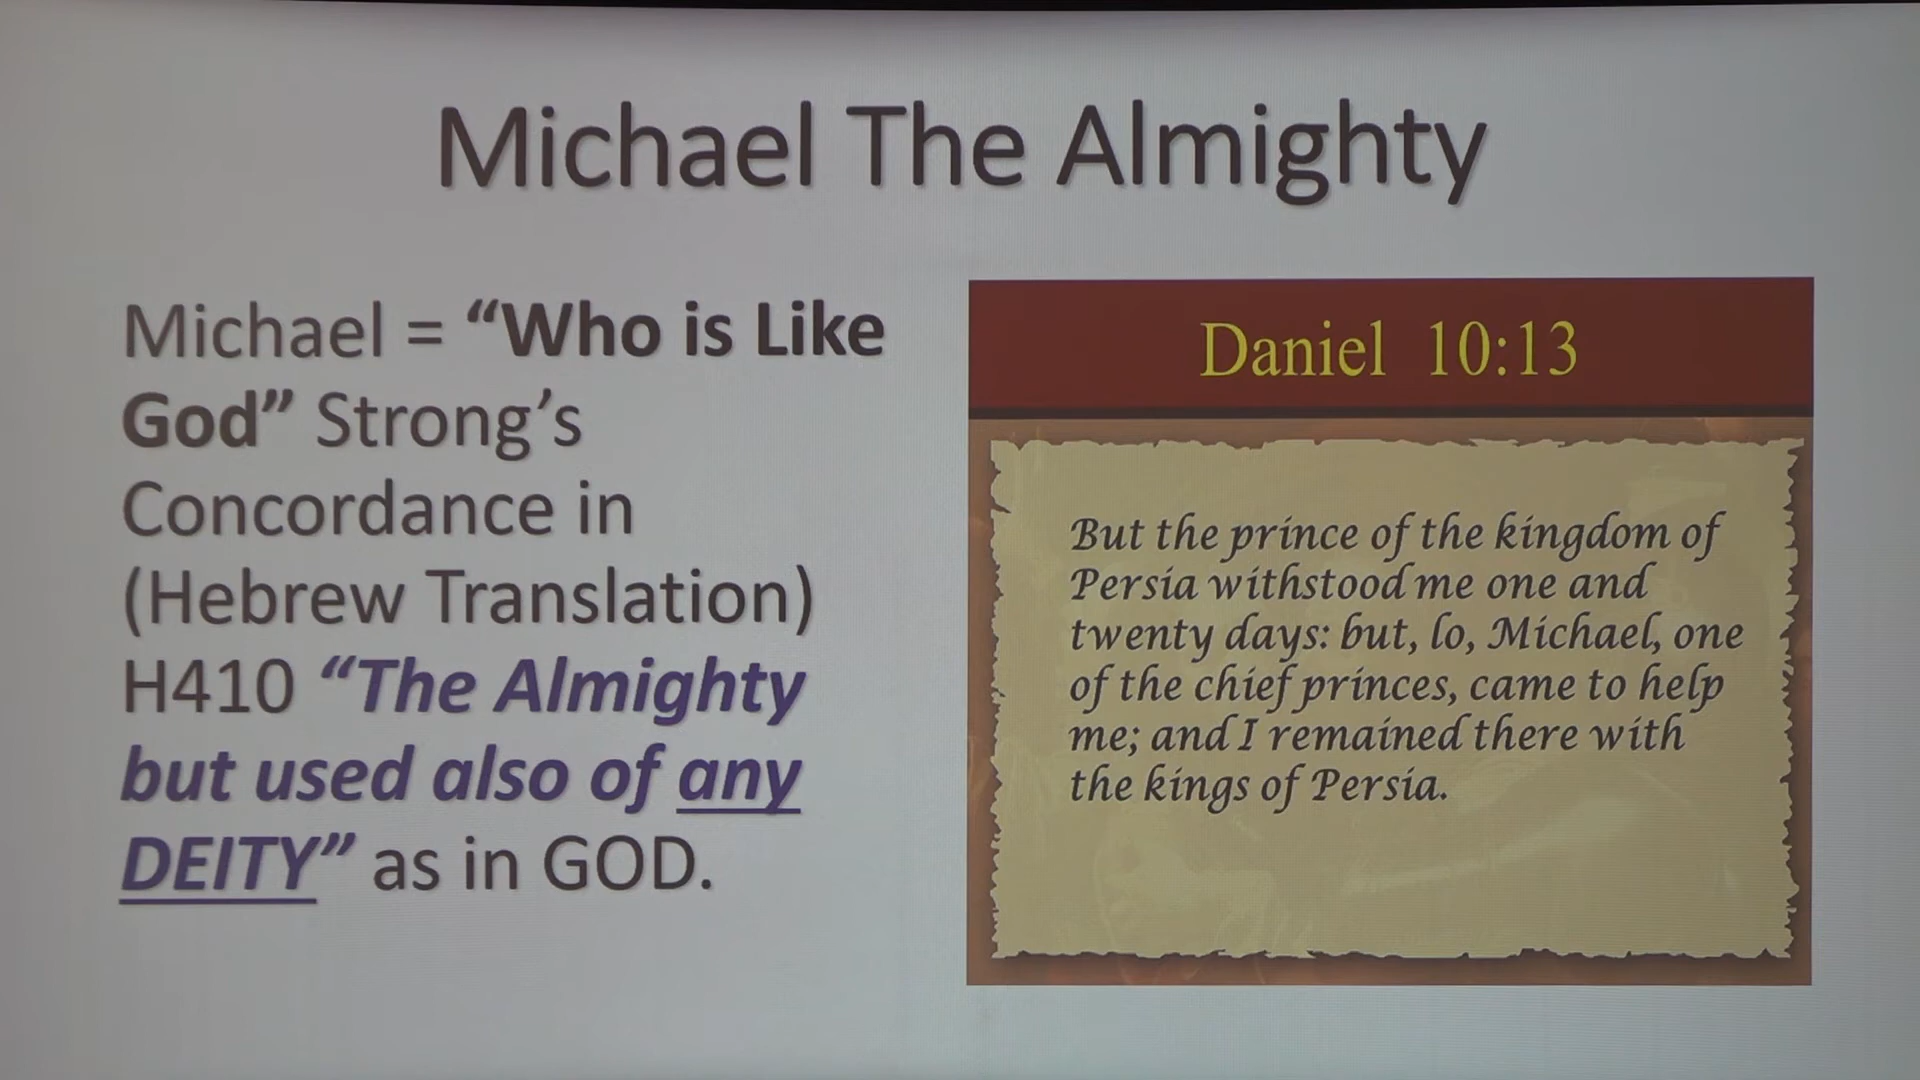 Michael The Almighty
Michael = “Who is Like
God” Strong’s
Concordance in
(Hebrew Translation)
H410 “The Almighty
but used also of any
DEITY” as in GOD.
Daniel 10:13
But the prince of the kingdom of
Persia withstood me one and
twenty days: but, lo, Michael, one
of the chief princes, came to help
me; and I remained there with
the kings of Persia.